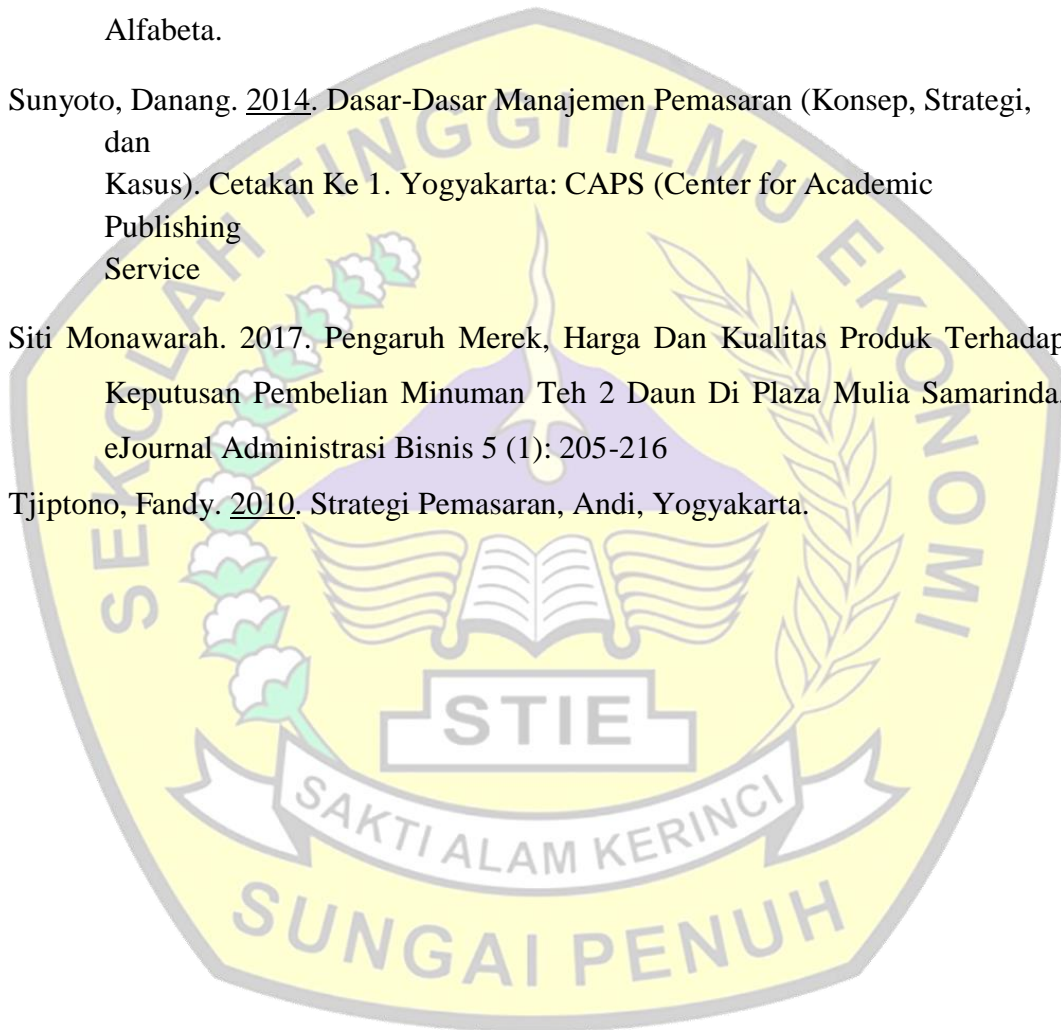 Alfabeta.
Sunyoto, Danang. 2014. Dasar-Dasar Manajemen Pemasaran (Konsep, Strategi,
dan
Kasus). Cetakan Ke 1. Yogyakarta: CAPS (Center for Academic
Publishing
Service
Siti Monawarah. 2017. Pengaruh Merek, Harga Dan Kualitas Produk Terhadap
Keputusan Pembelian Minuman Teh 2 Daun Di Plaza Mulia Samarinda.
eJournal Administrasi Bisnis 5 (1): 205-216
Tjiptono, Fandy. 2010. Strategi Pemasaran, Andi, Yogyakarta.
SEKOLAH TINGGI ILMU EKONOMI
STIE
SAKTI ALAM KERINCI
SUNGAI PENUH